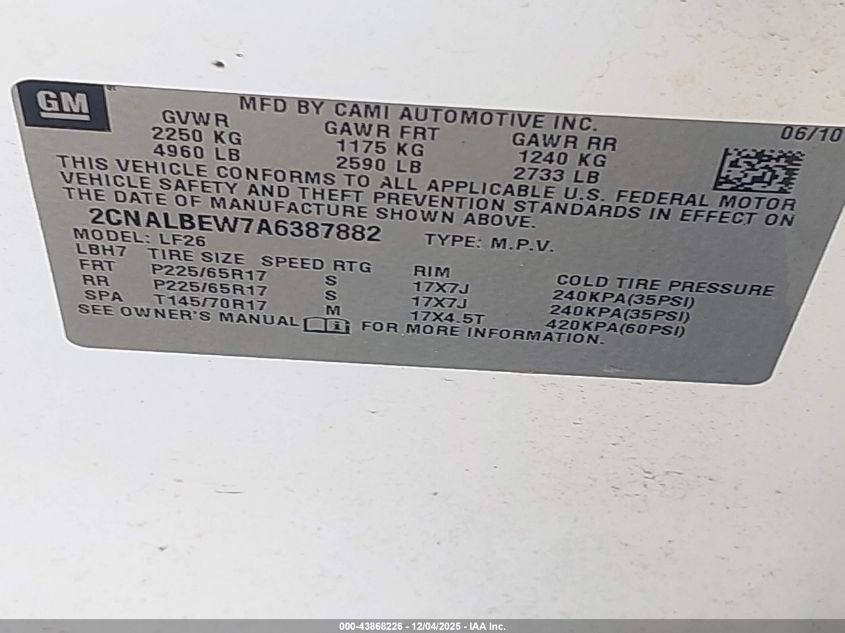 GM
MFD BY CAMI AUTOMOTIVE INC. 06/10
GVWR GAWR FRT GAWR RR
2250 KG 1175 KG 1240 KG
4960 LB 2590 LB 2733 LB
THIS VEHICLE CONFORMS TO ALL APPLICABLE U.S. FEDERAL MOTOR
VEHICLE SAFETY AND THEFT PREVENTION STANDARDS IN EFFECT ON
THE DATE OF MANUFACTURE SHOWN ABOVE.
2CNALBEW7A6387882 TYPE: M.P.V.
MODEL: LF26
LBH7 TIRE SIZE SPEED RTG RIM COLD TIRE PRESSURE
FRT P225/65R17 S 17X7J 240KPA(35PSI)
RR P225/65R17 S 17X7J 240KPA(35PSI)
SPA T145/70R17 M 17X4.5T 420KPA(60PSI)
SEE OWNER'S MANUAL i FOR MORE INFORMATION.
000-43868226 - 12/04/2025 - IAA Inc.